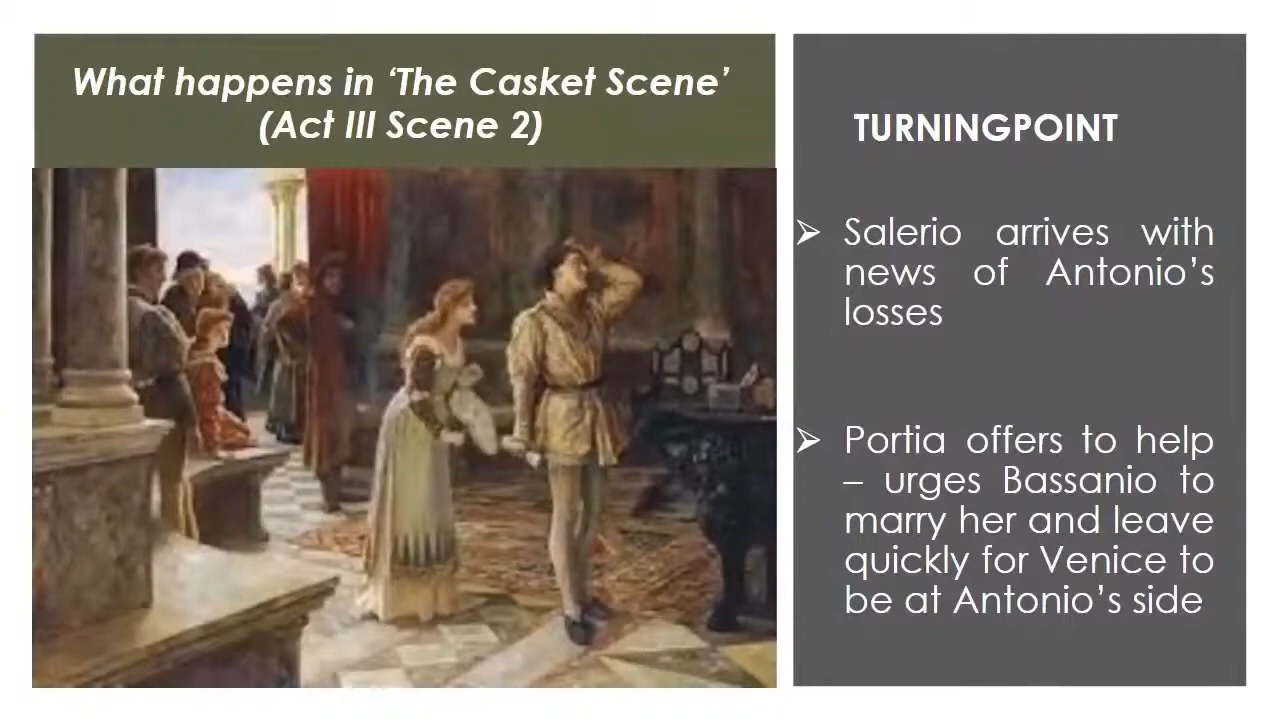 What happens in ‘The Casket Scene’
(Act III Scene 2)
TURNINGPOINT
➢ Salerio arrives with
news of Antonio’s
losses
➢ Portia offers to help
– urges Bassanio to
marry her and leave
quickly for Venice to
be at Antonio’s side